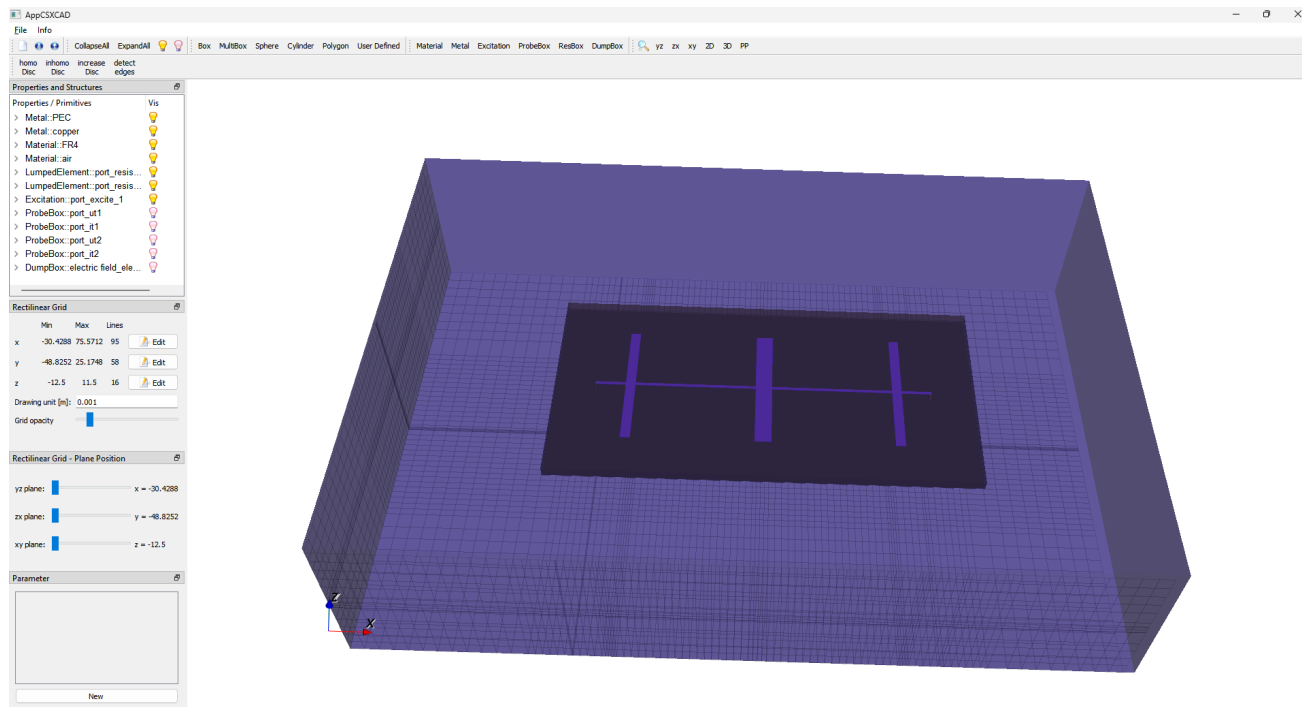 AppCSXCAD
File Info
CollapseAll ExpandAll Box MultiBox Sphere Cylinder Polygon User Defined Material Metal Excitation ProbeBox ResBox DumpBox yz zx xy 2D 3D PP
homo inhomo increase detect
Disc Disc Disc edges
Properties and Structures
Properties / Primitives Vis
Metal::PEC
Metal::copper
Material::FR4
Material::air
LumpedElement::port_resis...
LumpedElement::port_resis...
Excitation::port_excite_1
ProbeBox::port_ut1
ProbeBox::port_it1
ProbeBox::port_ut2
ProbeBox::port_it2
DumpBox::electric field_ele...
Rectilinear Grid
Min Max Lines
x -30.4288 75.5712 95 Edit
y -48.8252 25.1748 58 Edit
z -12.5 11.5 16 Edit
Drawing unit [m]: 0.001
Grid opacity
Rectilinear Grid - Plane Position
yz plane: x = -30.4288
zx plane: y = -48.8252
xy plane: z = -12.5
Parameter
New
Z
X